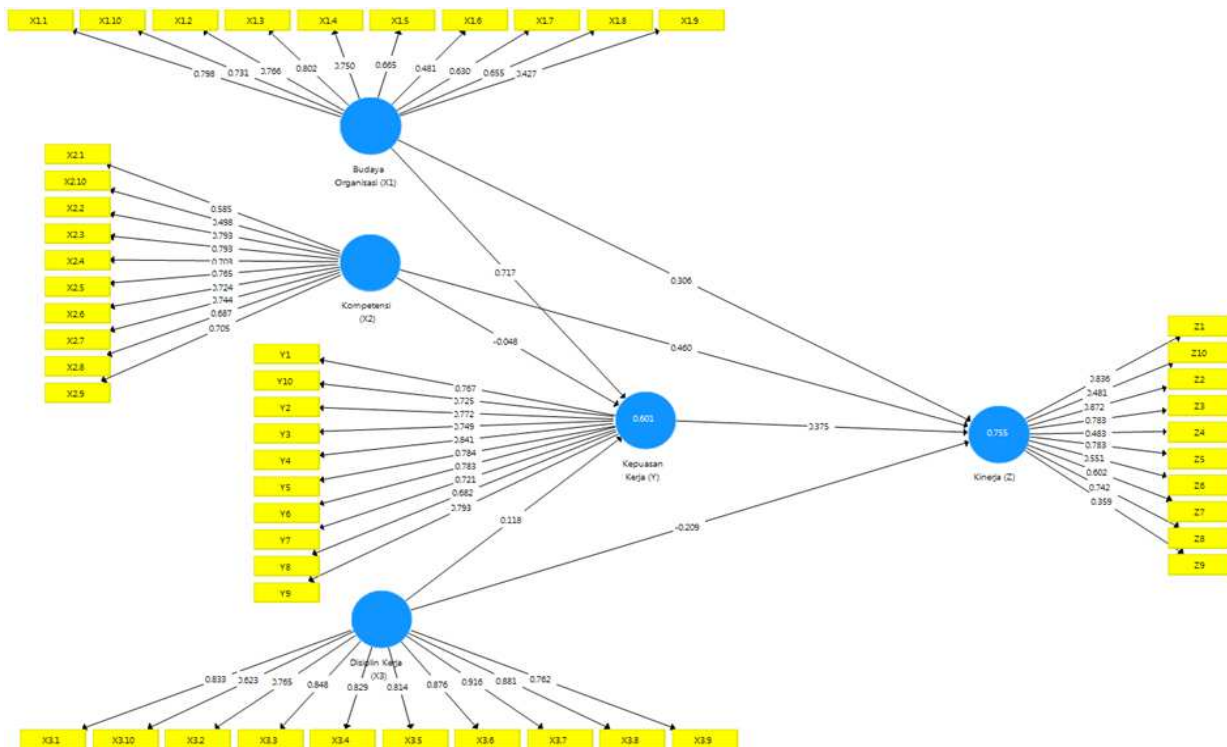 X1.1 X1.10 X1.2 X1.3 X1.4 X1.5 X1.6 X1.7 X1.8 X1.9
0.798 0.731 0.766 0.802 0.750 0.665 0.481 0.630 0.655 0.427
Budaya
Organisasi (X1)
X2.1
X2.10
X2.2
X2.3
X2.4
X2.5
X2.6
X2.7
X2.8
X2.9
0.585
0.498
0.793
0.793
0.703
0.765
0.724
0.744
0.687
0.705
Kompetensi
(X2)
0.717
0.306
-0.048
0.460
Y1
Y10
Y2
Y3
Y4
Y5
Y6
Y7
Y8
Y9
0.767
0.725
0.772
0.749
0.841
0.784
0.783
0.721
0.682
0.793
0.601
Kepuasan
Kerja (Y)
0.375
0.118
-0.209
0.755
Kinerja (Z)
0.836
0.481
0.872
0.783
0.483
0.783
0.551
0.602
0.742
0.359
Z1
Z10
Z2
Z3
Z4
Z5
Z6
Z7
Z8
Z9
Disiplin Kerja
(X3)
0.833 0.623 0.765 0.848 0.829 0.814 0.876 0.916 0.881 0.762
X3.1 X3.10 X3.2 X3.3 X3.4 X3.5 X3.6 X3.7 X3.8 X3.9